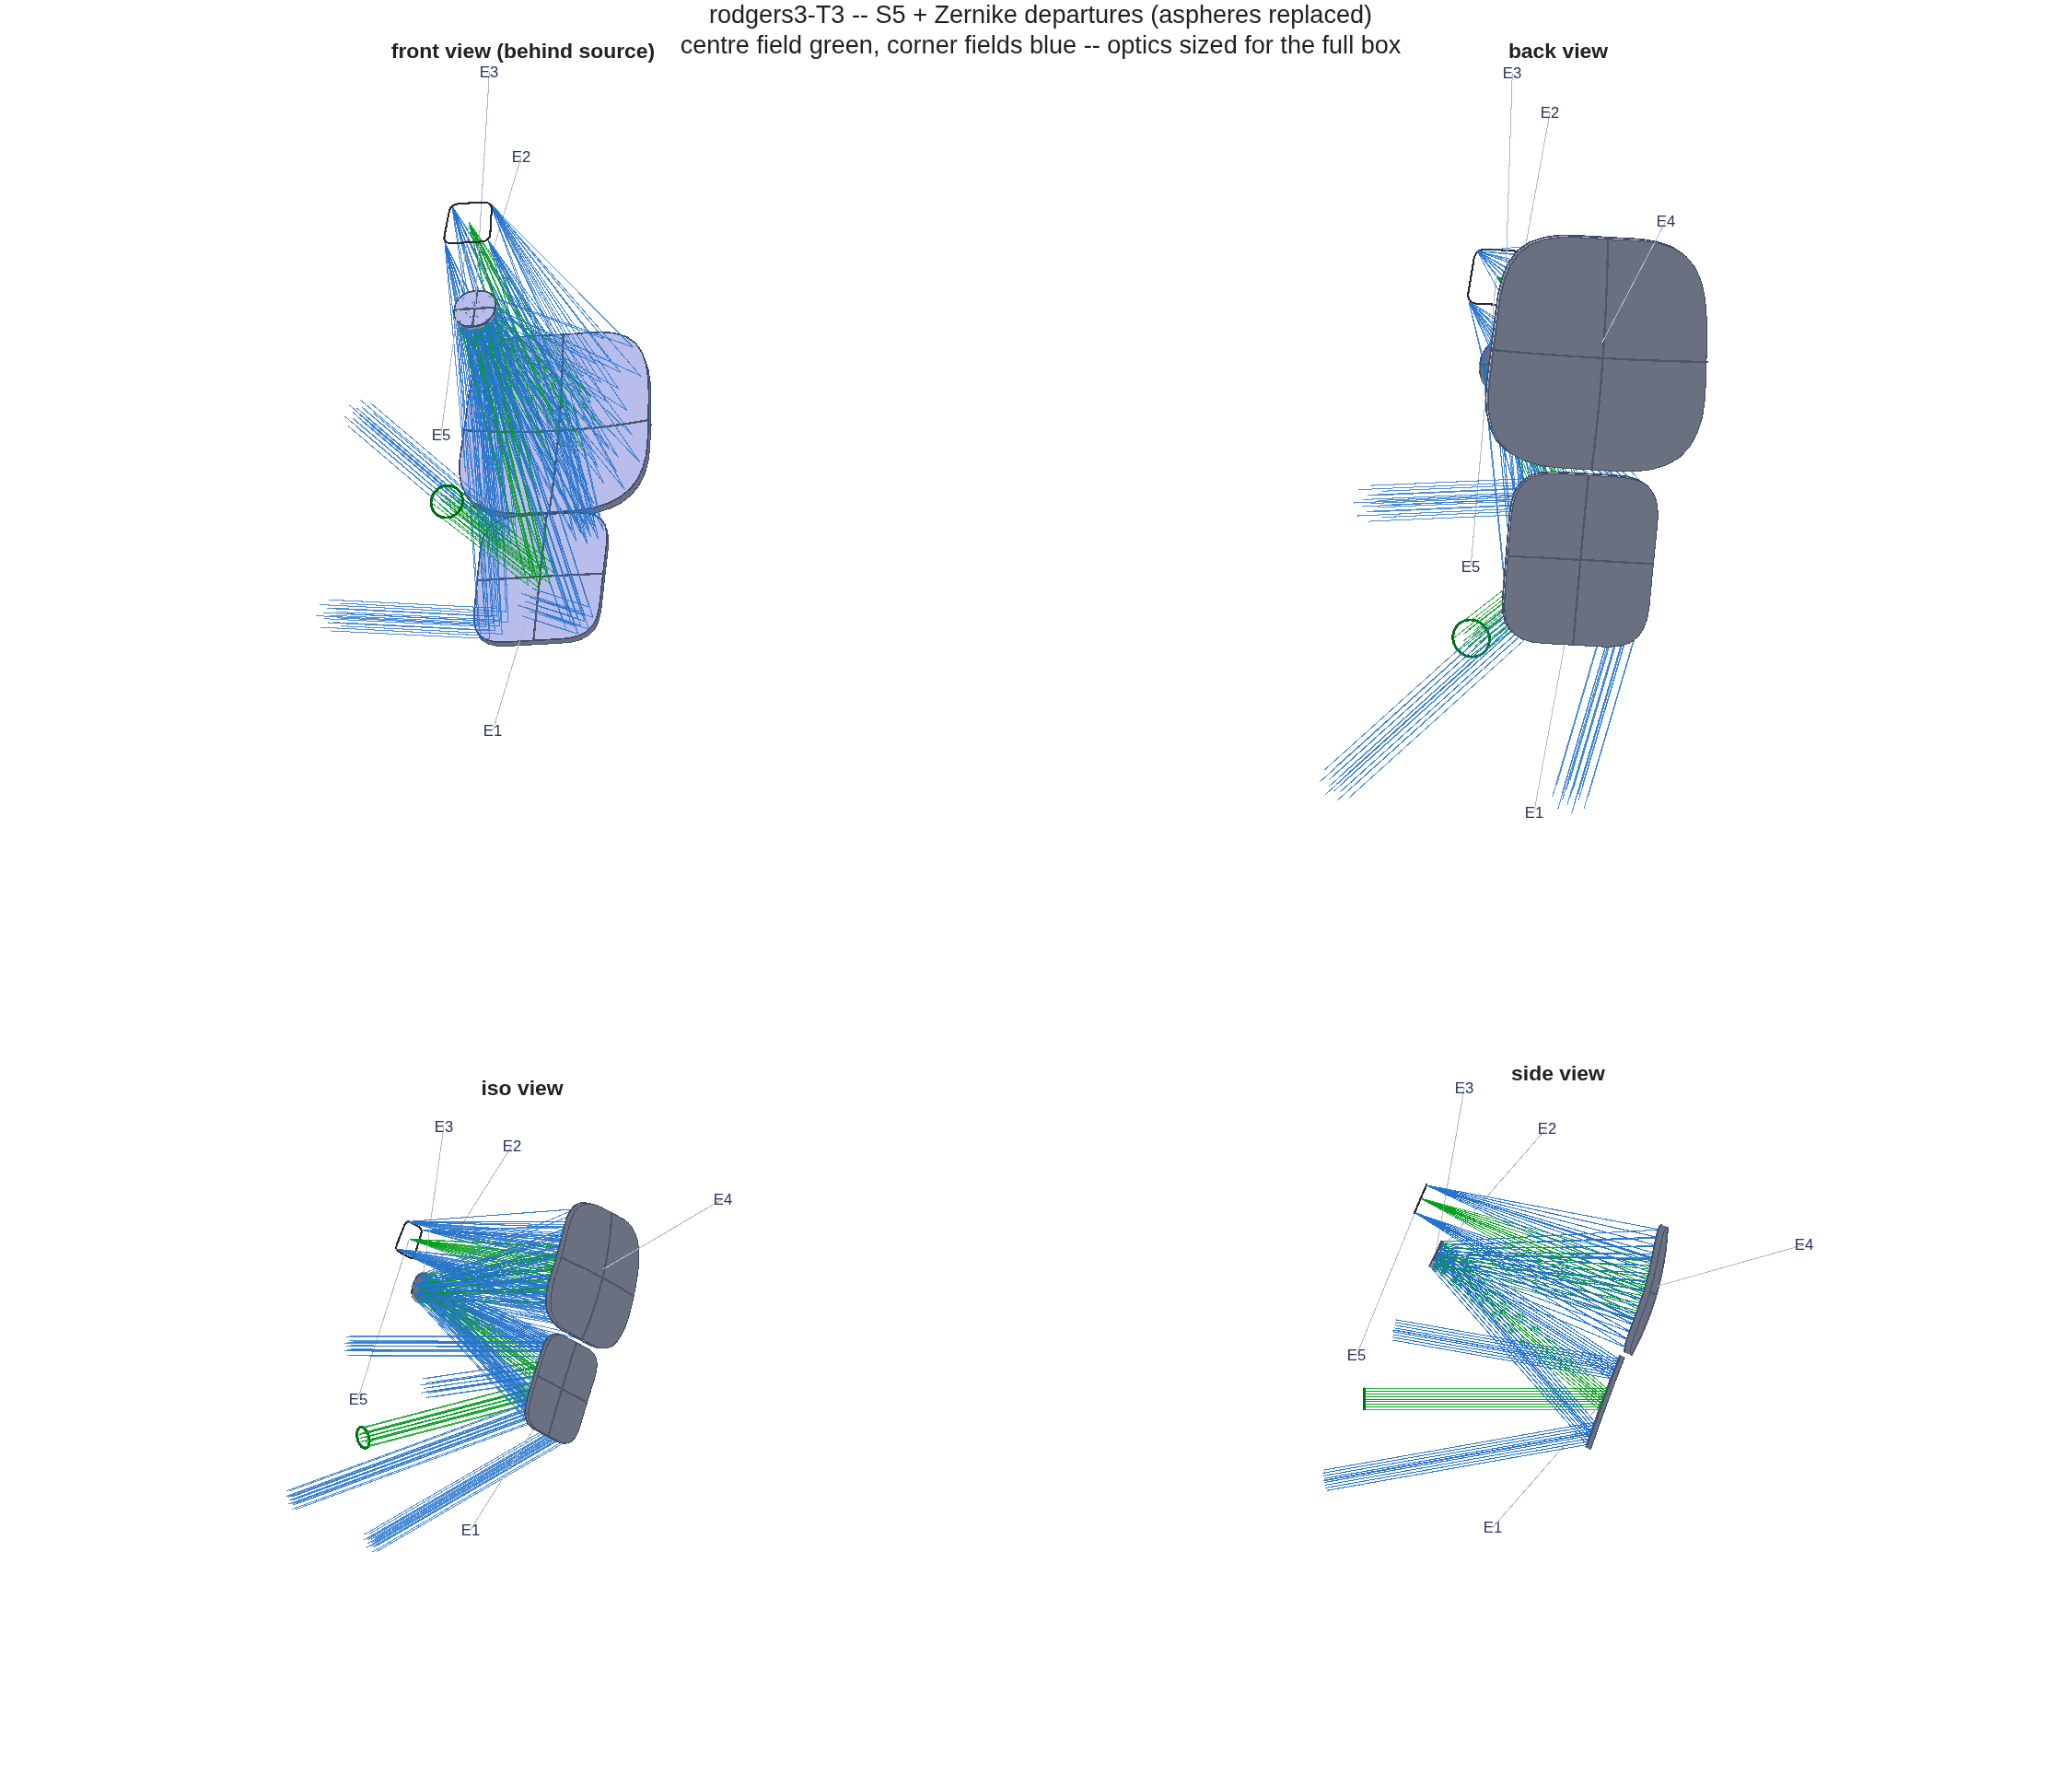 rodgers3-T3 -- S5 + Zernike departures (aspheres replaced)
centre field green, corner fields blue -- optics sized for the full box
front view (behind source)
E3
E2
E5
E1
back view
E3
E2
E4
E5
E1
iso view
E3
E2
E4
E5
E1
side view
E3
E2
E4
E5
E1